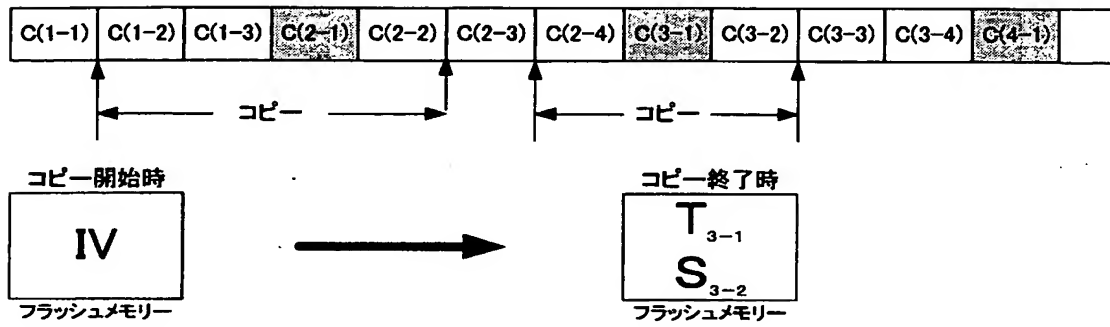 C(1-1) C(1-2) C(1-3) C(2-1) C(2-2) C(2-3) C(2-4) C(3-1) C(3-2) C(3-3) C(3-4) C(4-1)
コピー コピー
コピー開始時
IV
フラッシュメモリー
コピー終了時
T3-1
S3-2
フラッシュメモリー